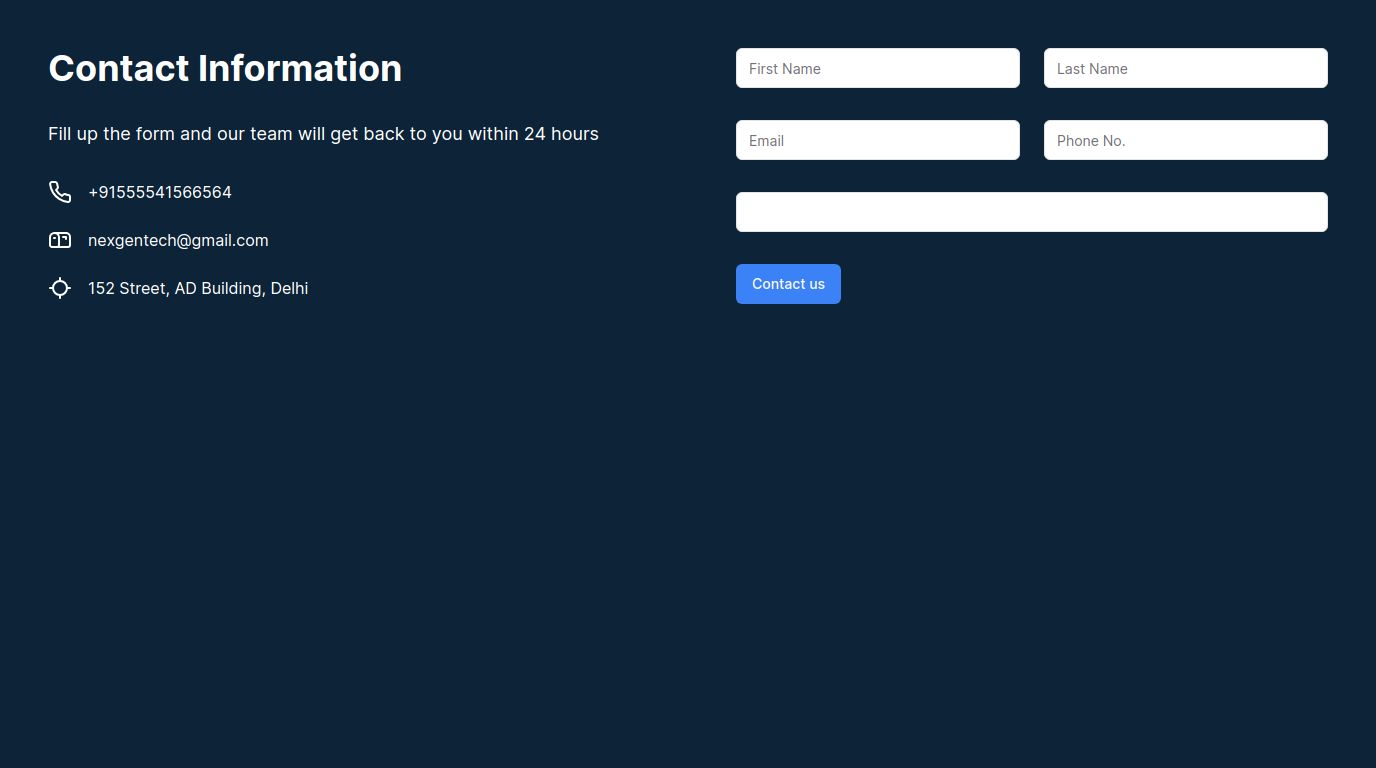 Contact Information
Fill up the form and our team will get back to you within 24 hours
+91555541566564
nexgentech@gmail.com
152 Street, AD Building, Delhi
First Name
Last Name
Email
Phone No.
Contact us